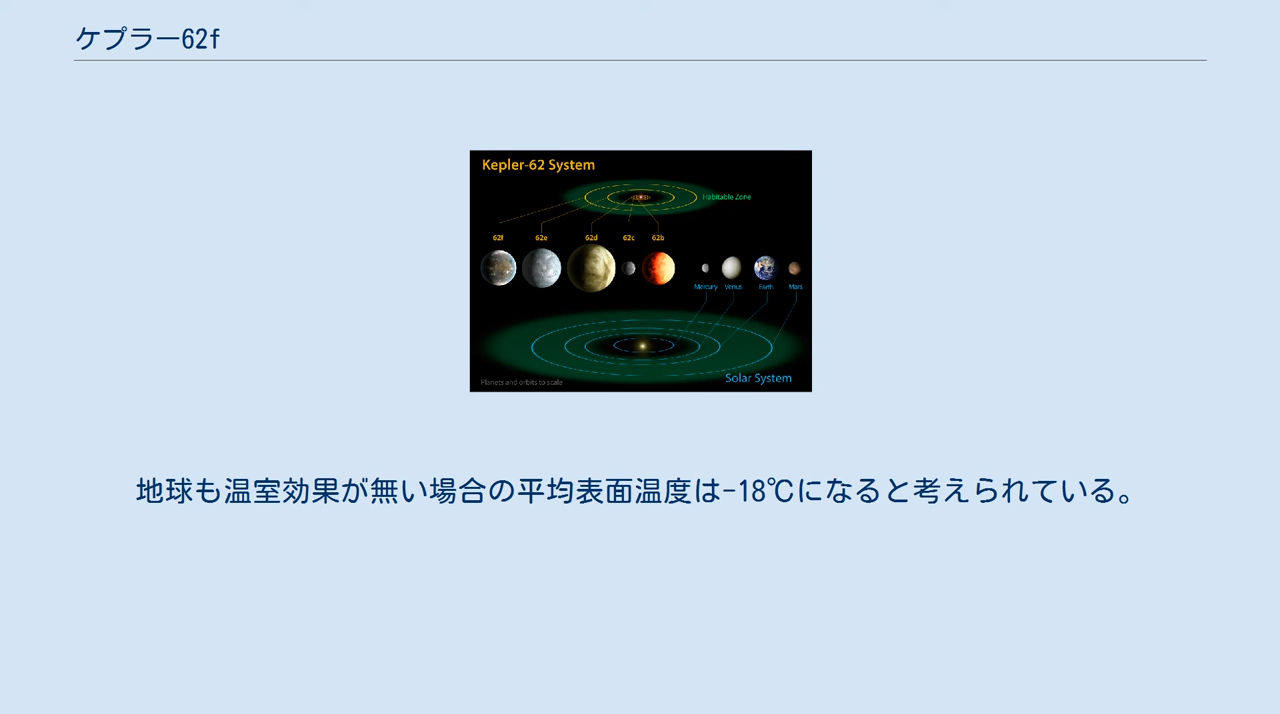 ケプラー62f
Kepler-62 System
Habitable Zone
62f 62e 62d 62c 62b
Mercury Venus Earth Mars
Solar System
Planets and orbits to scale
地球も温室効果が無い場合の平均表面温度は-18℃になると考えられている。